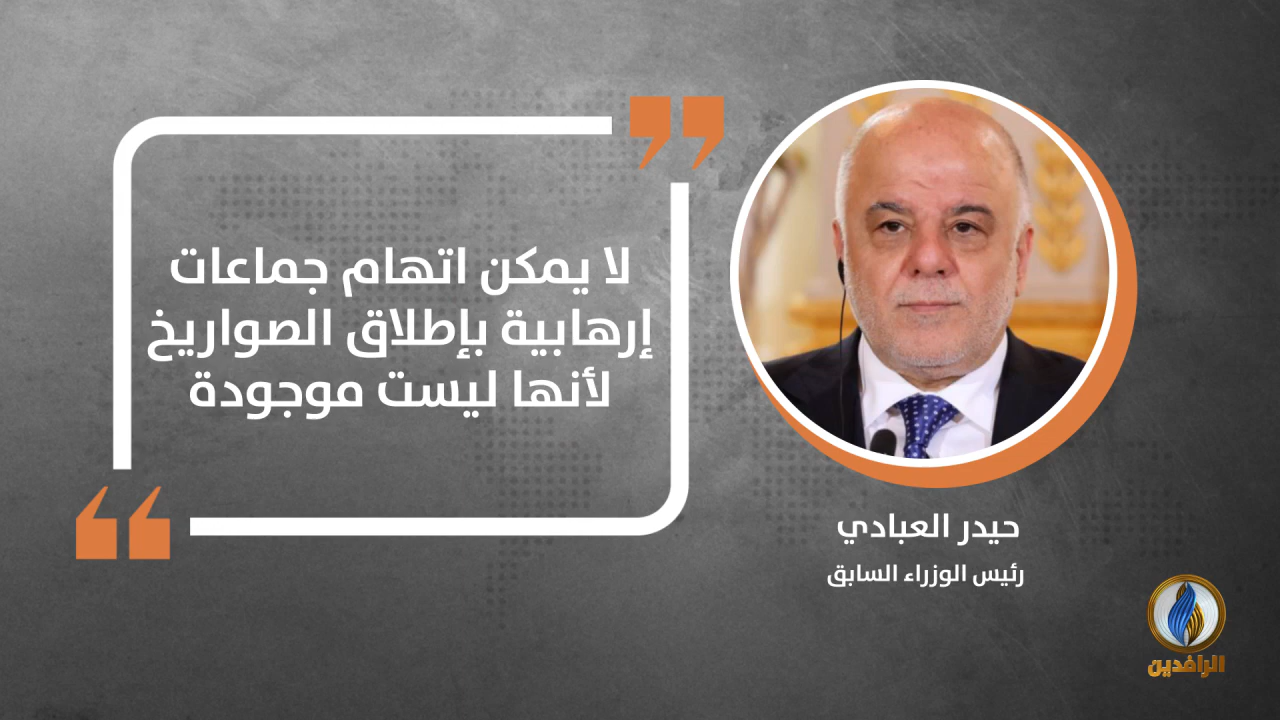 لا يمكن اتهام جماعات
إرهابية بإطلاق الصواريخ
لأنها ليست موجودة
حيدر العبادي
رئيس الوزراء السابق
الرافدين